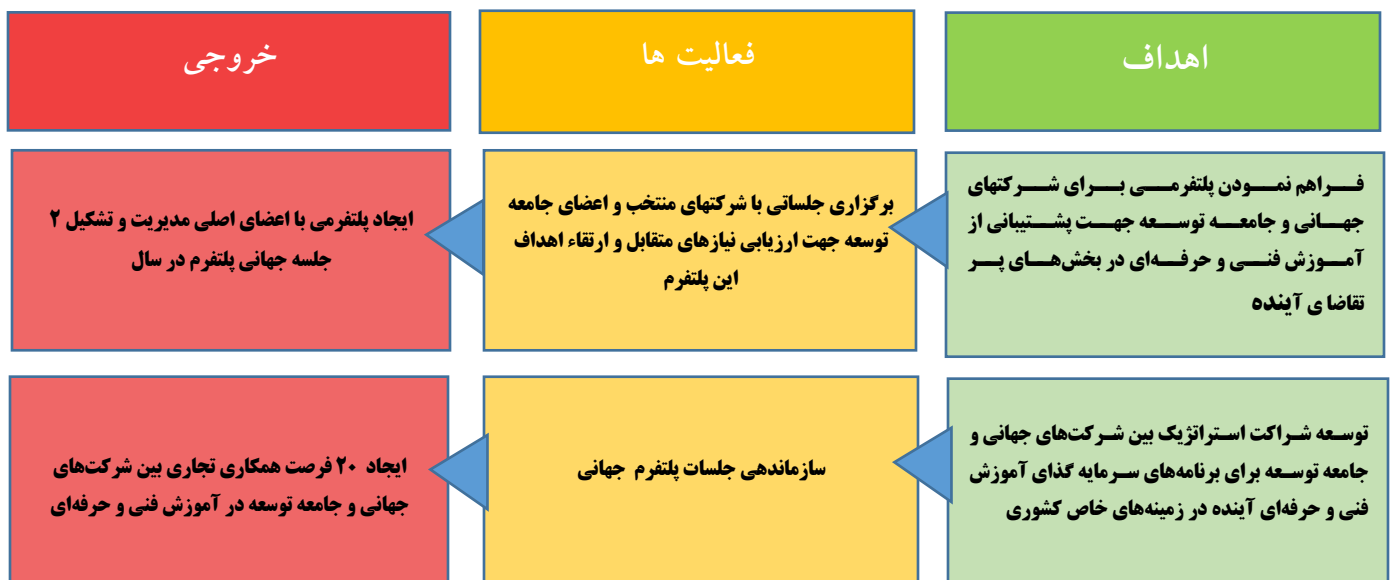 اهداف
فعالیت ها
خروجی
فراهم نمودن پلتفرمی برای شرکتهای
جهانی و جامعه توسعه جهت پشتیبانی از
آموزش فنی و حرفه‌ای در بخش‌های پر
تقاضا ی آینده
برگزاری جلساتی با شرکتهای منتخب و اعضای جامعه
توسعه جهت ارزیابی نیازهای متقابل و ارتقاء اهداف
این پلتفرم
ایجاد پلتفرمی با اعضای اصلی مدیریت و تشکیل ۲
جلسه جهانی پلتفرم در سال
توسعه شراکت استراتژیک بین شرکت‌های جهانی و
جامعه توسعه برای برنامه‌های سرمایه گذای آموزش
فنی و حرفه‌ای آینده در زمینه‌های خاص کشوری
سازماندهی جلسات پلتفرم جهانی
ایجاد ۲۰ فرصت همکاری تجاری بین شرکت‌های
جهانی و جامعه توسعه در آموزش فنی و حرفه‌ای